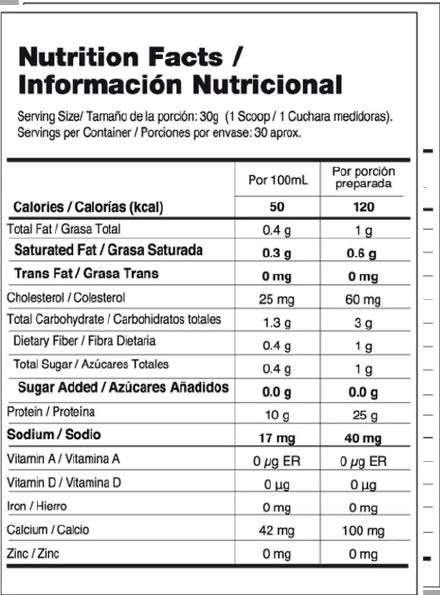 Nutrition Facts /
Información Nutricional
Serving Size/ Tamaño de la porción: 30g (1 Scoop / 1 Cuchara medidoras).
Servings per Container / Porciones por envase: 30 aprox.
Por 100mL Por porción preparada
Calories / Calorías (kcal) 50 120
Total Fat / Grasa Total 0.4 g 1 g
Saturated Fat / Grasa Saturada 0.3 g 0.6 g
Trans Fat / Grasa Trans 0 mg 0 mg
Cholesterol / Colesterol 25 mg 60 mg
Total Carbohydrate / Carbohidratos totales 1.3 g 3 g
Dietary Fiber / Fibra Dietaria 0.4 g 1 g
Total Sugar / Azúcares Totales 0.4 g 1 g
Sugar Added / Azúcares Añadidos 0.0 g 0.0 g
Protein / Proteína 10 g 25 g
Sodium / Sodio 17 mg 40 mg
Vitamin A / Vitamina A 0 µg ER 0 µg ER
Vitamin D / Vitamina D 0 µg 0 µg
Iron / Hierro 0 mg 0 mg
Calcium / Calcio 42 mg 100 mg
Zinc / Zinc 0 mg 0 mg